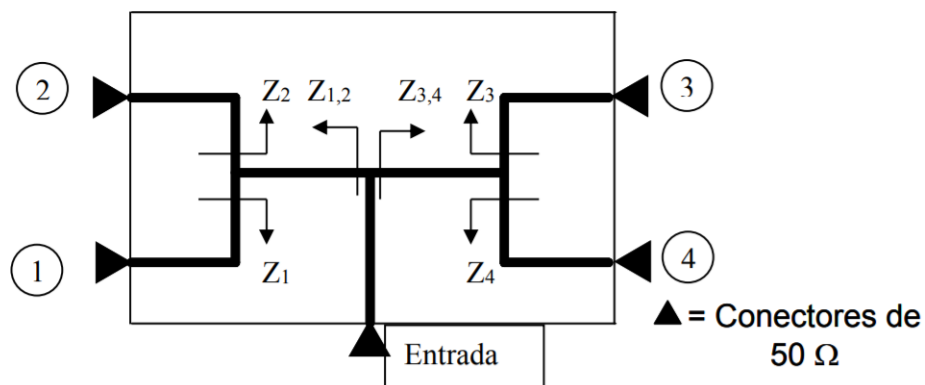 2
Z2 Z1,2 Z3,4 Z3
3
1
Z1
Z4
4
▲ = Conectores de
50 Ω
Entrada